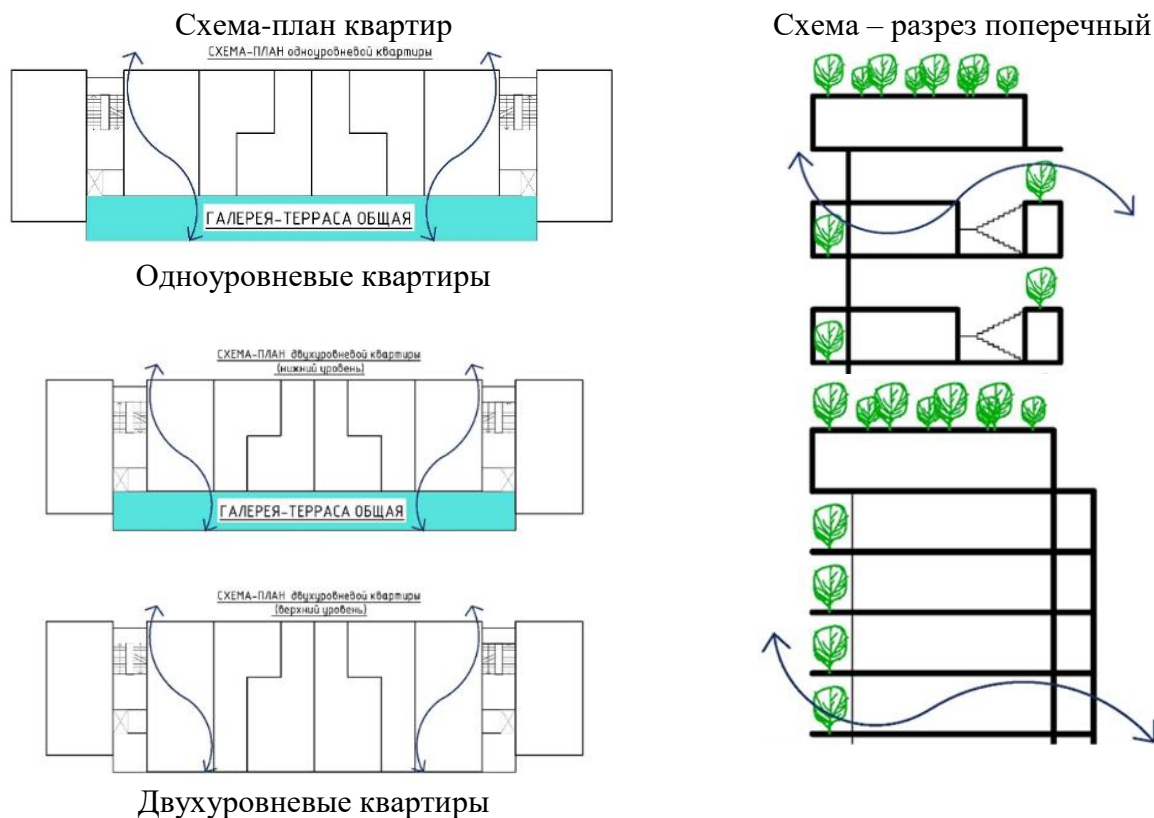 Схема-план квартир
СХЕМА-ПЛАН одноуровневой квартиры
ГАЛЕРЕЯ-ТЕРРАСА ОБЩАЯ
Одноуровневые квартиры
СХЕМА-ПЛАН двухуровневой квартиры
(нижний уровень)
ГАЛЕРЕЯ-ТЕРРАСА ОБЩАЯ
СХЕМА-ПЛАН двухуровневой квартиры
(верхний уровень)
Двухуровневые квартиры
Схема – разрез поперечный